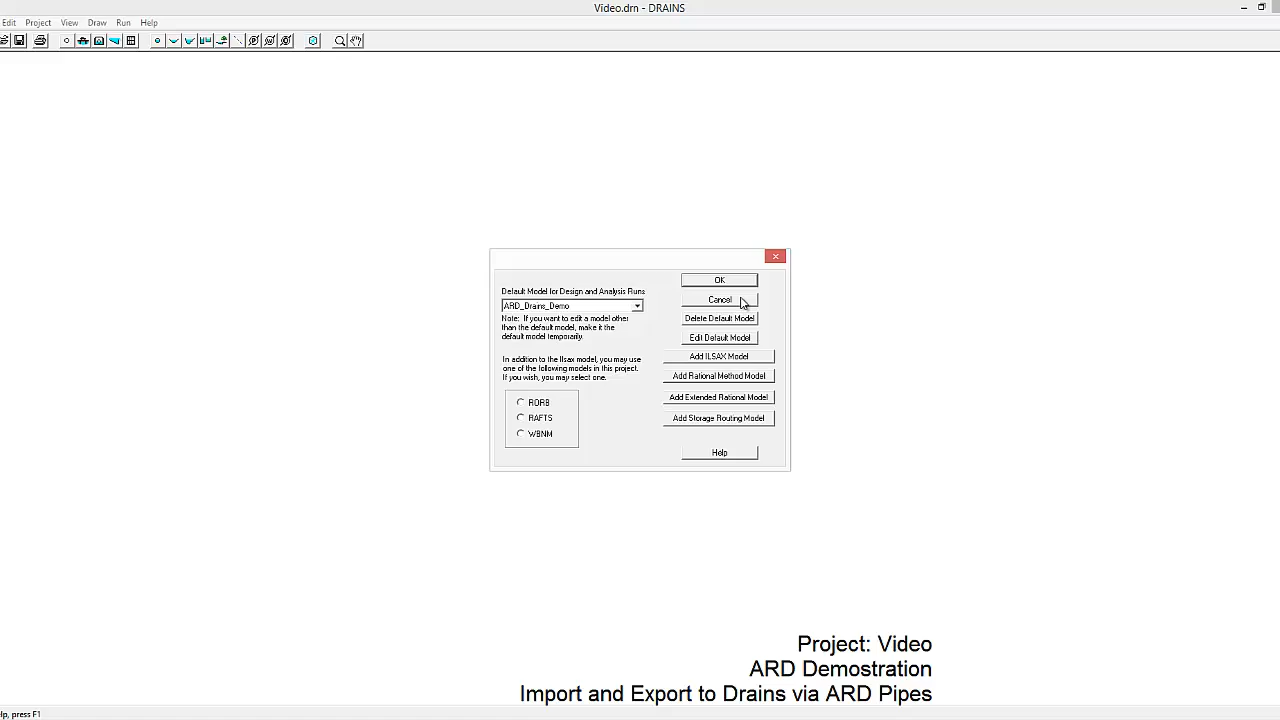 Video.drn - DRAINS
Edit Project View Draw Run Help
Default Model for Design and Analysis Runs
ARD_Drains_Demo
Note: If you want to edit a model other
than the default model, make it the
default model temporarily.
In addition to the Ilsax model, you may use
one of the following models in this project.
If you wish, you may select one.
RORB
RAFTS
WBNM
OK
Cancel
Delete Default Model
Edit Default Model
Add ILSAX Model
Add Rational Method Model
Add Extended Rational Model
Add Storage Routing Model
Help
Project: Video
ARD Demostration
Import and Export to Drains via ARD Pipes
lp, press F1